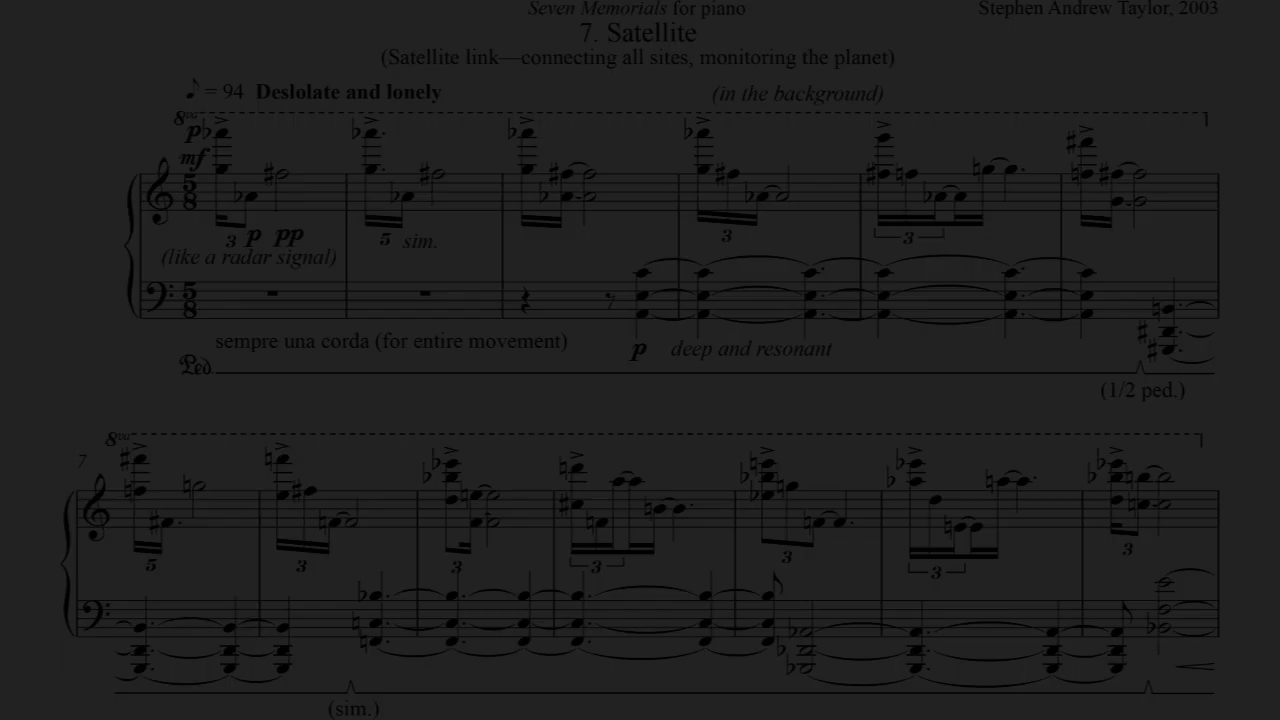 Seven Memorials for piano
Stephen Andrew Taylor, 2003
7. Satellite
(Satellite link—connecting all sites, monitoring the planet)
♪ = 94 Deslolate and lonely
(in the background)
8va
p
mf
5
8
3 p pp
5 sim.
3
3
(like a radar signal)
5
8
sempre una corda (for entire movement)
p deep and resonant
Ped.
(1/2 ped.)
8va
7
5
3
3
3
3
3
3
(sim.)